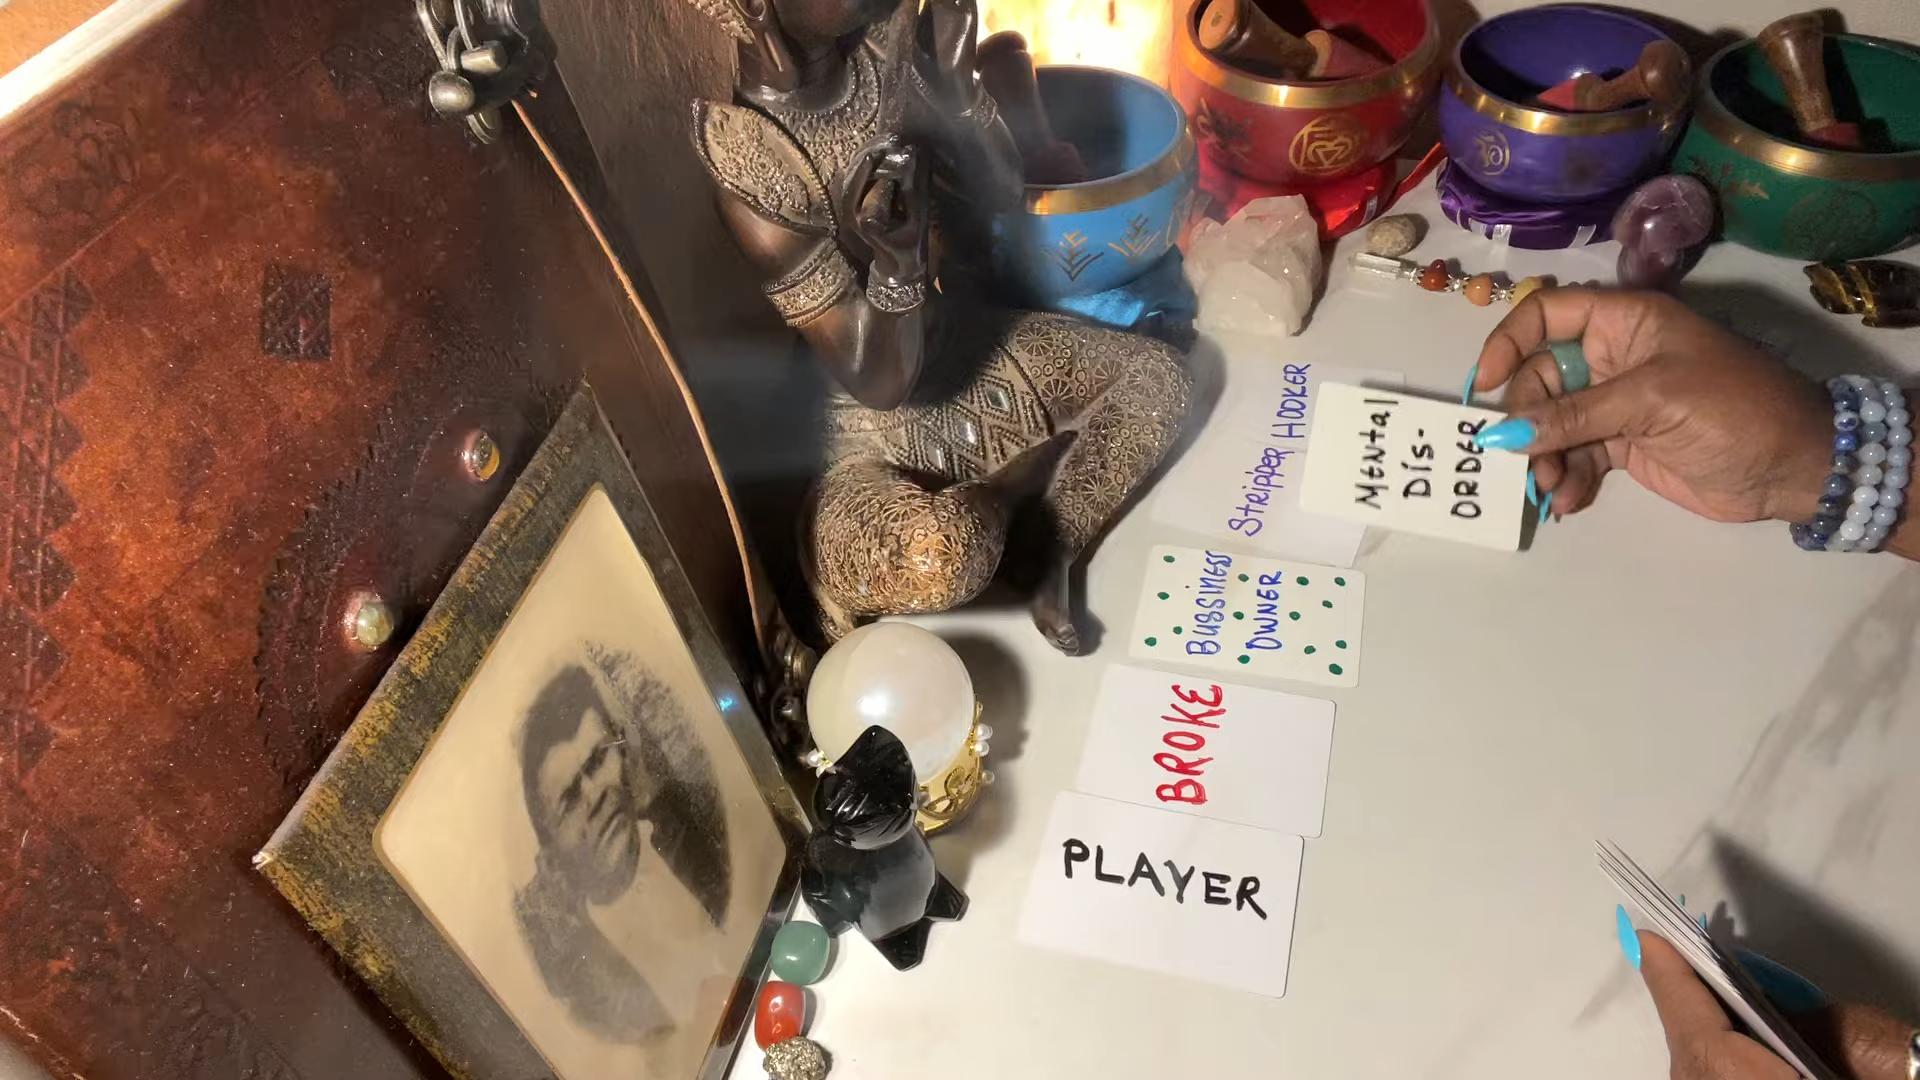 Stripper HOOKER
Mental
Dis-
ORDER
BUSSINESS
OWNER
BROKE
PLAYER